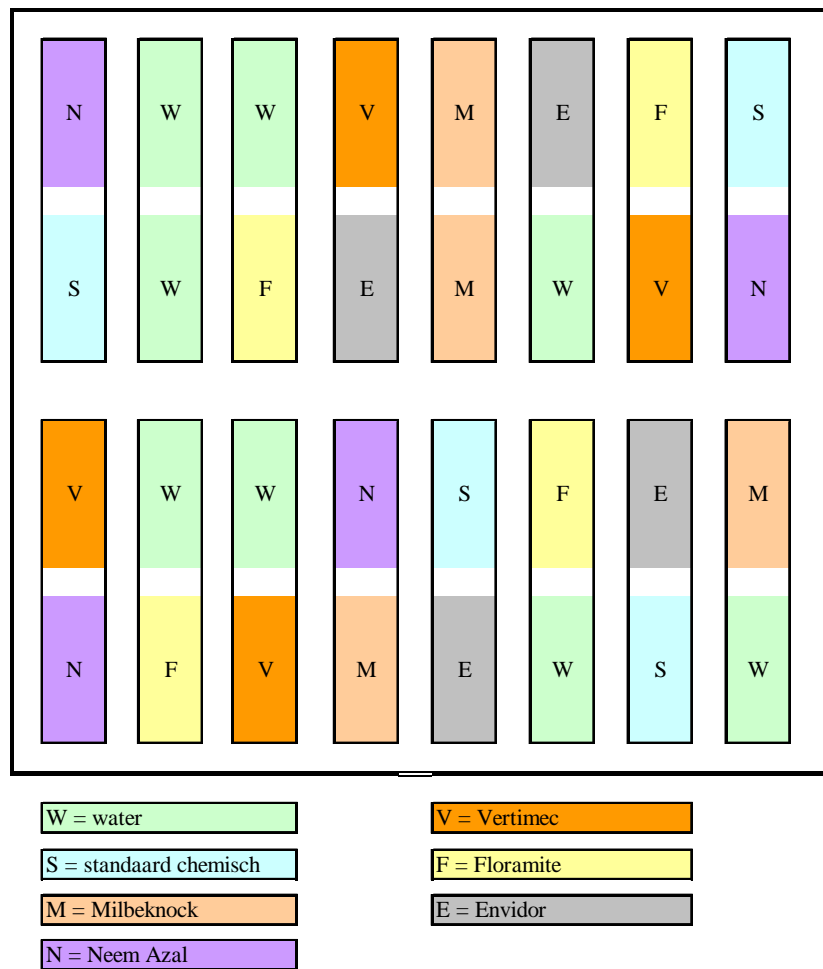 N W W V M E F S
S W F E M W V N
V W W N S F E M
N F V M E W S W
W = water
V = Vertimec
S = standaard chemisch
F = Floramite
M = Milbeknock
E = Envidor
N = Neem Azal